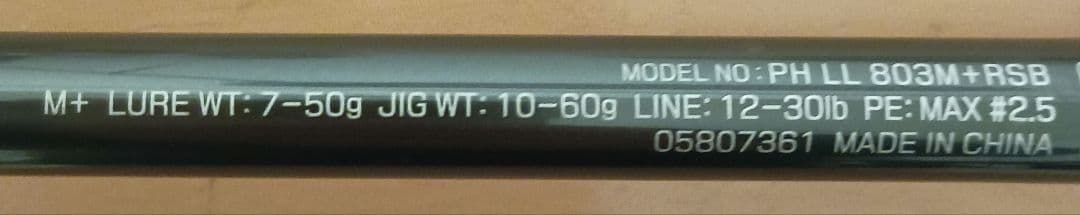 MODEL NO:PH LL 803M+RSB
M+ LURE WT: 7-50g JIG WT: 10-60g LINE: 12-30lb PE: MAX #2.5
05807361 MADE IN CHINA